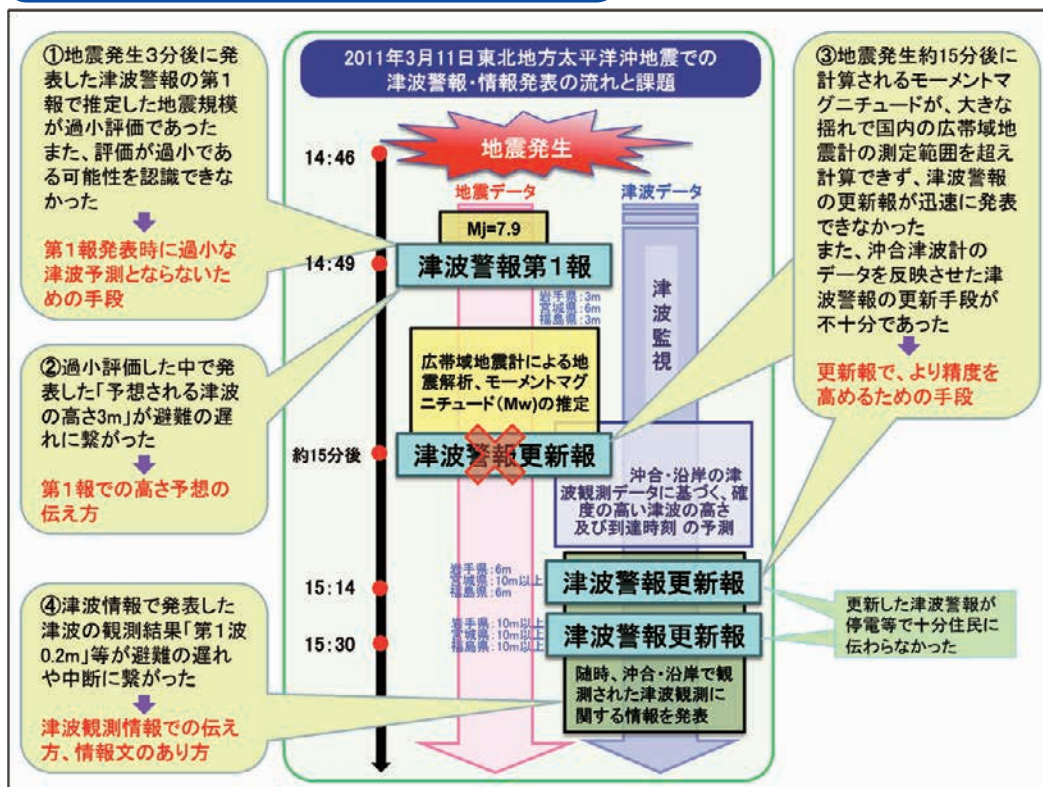 2011年3月11日東北地方太平洋沖地震での
津波警報・情報発表の流れと課題
①地震発生3分後に発
表した津波警報の第1
報で推定した地震規模
が過小評価であった
また、評価が過小であ
る可能性を認識できな
かった
第1報発表時に過小な
津波予測とならないた
めの手段
②過小評価した中で発
表した「予想される津波
の高さ3m」が避難の遅
れに繋がった
第1報での高さ予想の
伝え方
④津波情報で発表した
津波の観測結果「第1波
0.2m」等が避難の遅れ
や中断に繋がった
津波観測情報での伝え
方、情報文のあり方
14:46
地震発生
地震データ
津波データ
Mj=7.9
14:49
津波警報第1報
岩手県:3m
宮城県:6m
福島県:3m
津波監視
広帯域地震計による地
震解析、モーメントマグ
ニチュード(Mw)の推定
約15分後
津波警報更新報
沖合・沿岸の津
波観測データに基づく、確
度の高い津波の高さ
及び到達時刻 の予測
15:14
岩手県:6m
宮城県:10m以上
福島県:6m
津波警報更新報
15:30
岩手県:10m以上
宮城県:10m以上
福島県:10m以上
津波警報更新報
随時、沖合・沿岸で観
測された津波観測に
関する情報を発表
③地震発生約15分後に
計算されるモーメントマ
グニチュードが、大きな
揺れで国内の広帯域地
震計の測定範囲を超え
計算できず、津波警報
の更新報が迅速に発表
できなかった
また、沖合津波計の
データを反映させた津
波警報の更新手段が
不十分であった
更新報で、より精度を
高めるための手段
更新した津波警報が
停電等で十分住民に
伝わらなかった